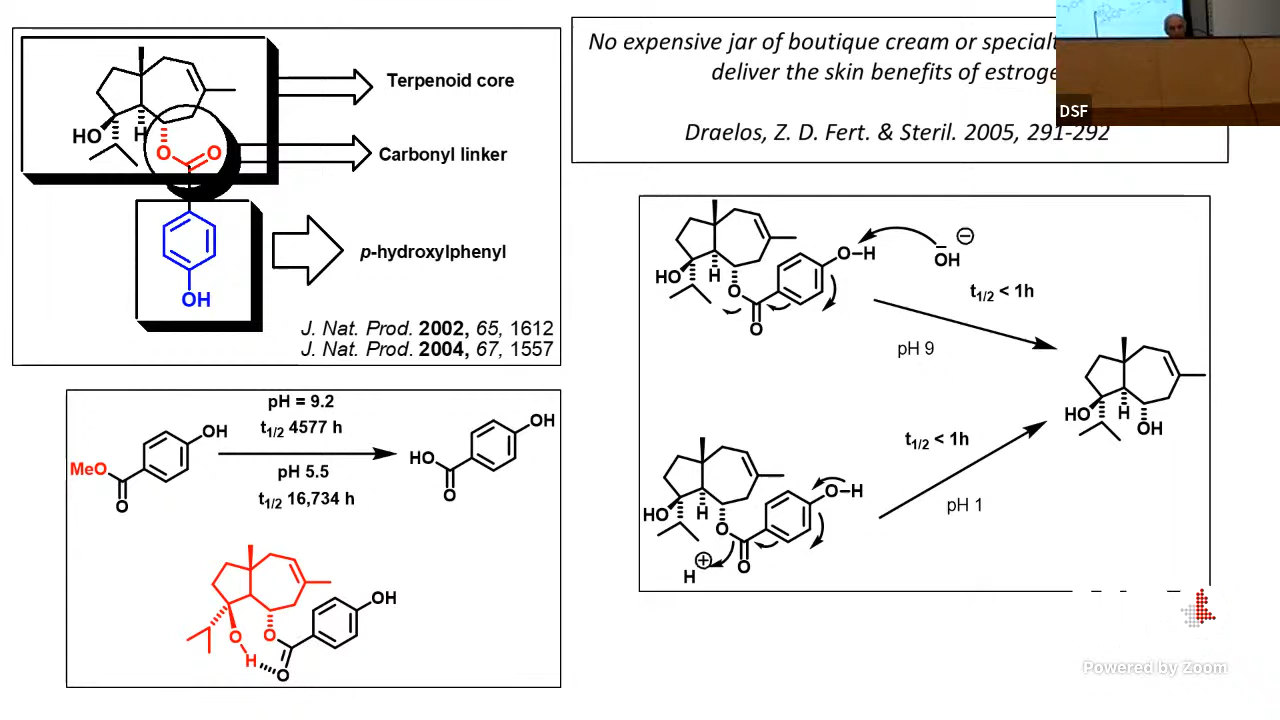 HO
H
O
O
OH
Terpenoid core
Carbonyl linker
p-hydroxylphenyl
J. Nat. Prod. 2002, 65, 1612
J. Nat. Prod. 2004, 67, 1557
No expensive jar of boutique cream or
deliver the skin benefits of
Draelos, Z. D. Fert. & Steril. 2005, 291-292
DSF
pH = 9.2
t1/2 4577 h
pH 5.5
t1/2 16,734 h
MeO
O
OH
HO
O
OH
O
H
O
O
OH
HO
H
O
O
O–H
OH
t1/2 < 1h
pH 9
HO
H
OH
t1/2 < 1h
pH 1
HO
H
O
O
O–H
H
Powered by Zoom